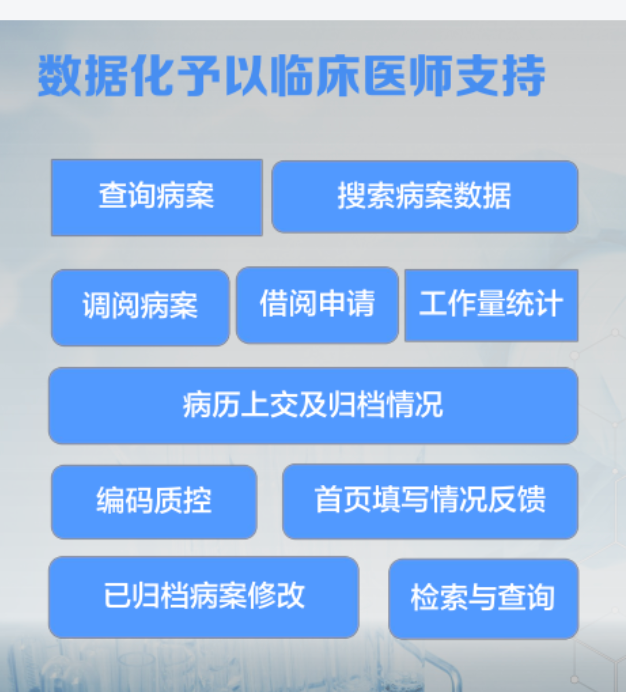 数据化予以临床医师支持
查询病案
搜索病案数据
调阅病案
借阅申请
工作量统计
病历上交及归档情况
编码质控
首页填写情况反馈
已归档病案修改
检索与查询